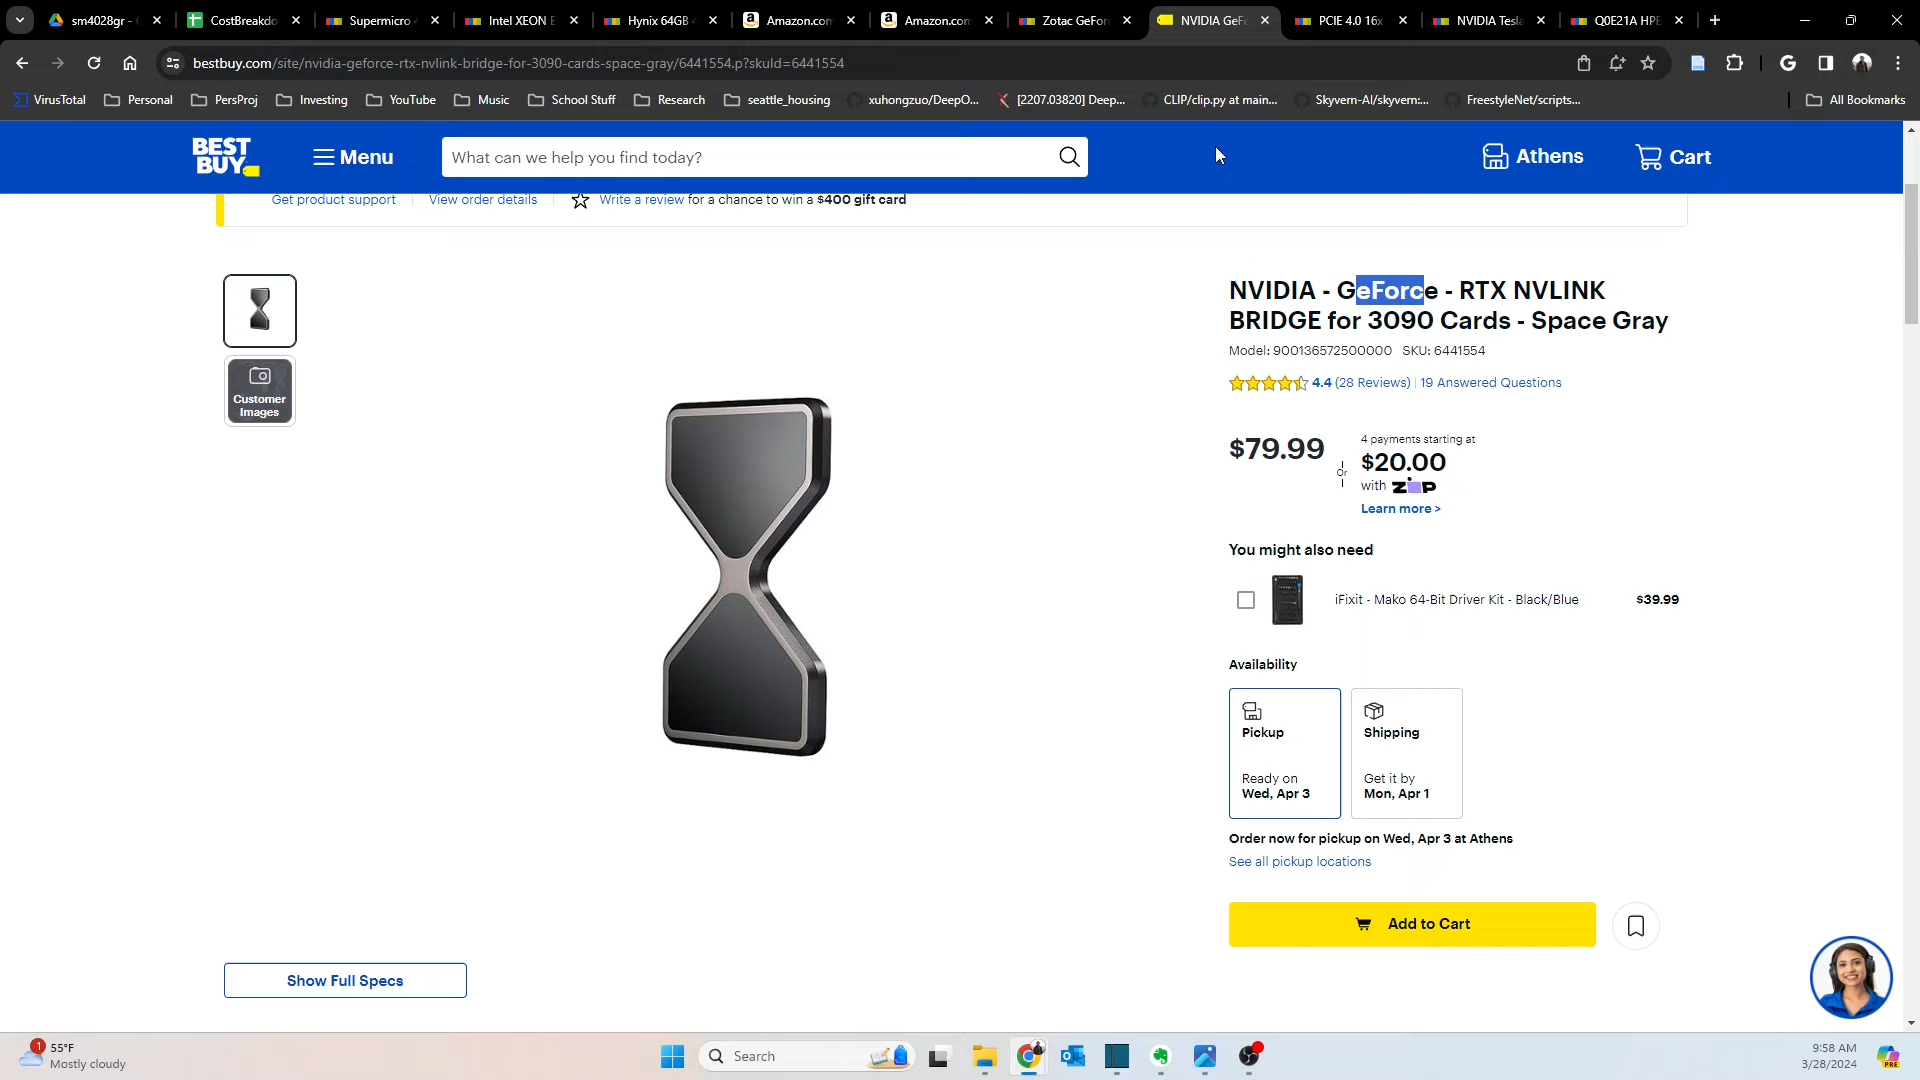 sm4028gr - G
CostBreakdo
Supermicro 4
Intel XEON E
Hynix 64GB 4
Amazon.com
Amazon.com
Zotac GeFor
NVIDIA GeFo
PCIE 4.0 16x
NVIDIA Tesla
Q0E21A HPE
bestbuy.com/site/nvidia-geforce-rtx-nvlink-bridge-for-3090-cards-space-gray/6441554.p?skuId=6441554
VirusTotal
Personal
PersProj
Investing
YouTube
Music
School Stuff
Research
seattle_housing
xuhongzuo/DeepO...
[2207.03820] Deep...
CLIP/clip.py at main...
Skyvern-AI/skyvern:...
FreestyleNet/scripts...
All Bookmarks
BEST
BUY
Menu
What can we help you find today?
Athens
Cart
Get product support
View order details
Write a review for a chance to win a $400 gift card
Customer
Images
NVIDIA - GeForce - RTX NVLINK
BRIDGE for 3090 Cards - Space Gray
Model: 900136572500000 SKU: 6441554
4.4 (28 Reviews) | 19 Answered Questions
$79.99
Or
4 payments starting at
$20.00
with ZIP
Learn more >
You might also need
iFixit - Mako 64-Bit Driver Kit - Black/Blue
$39.99
Availability
Pickup
Ready on
Wed, Apr 3
Shipping
Get it by
Mon, Apr 1
Order now for pickup on Wed, Apr 3 at Athens
See all pickup locations
Add to Cart
Show Full Specs
1
55°F
Mostly cloudy
Search
9:58 AM
3/28/2024
PRE